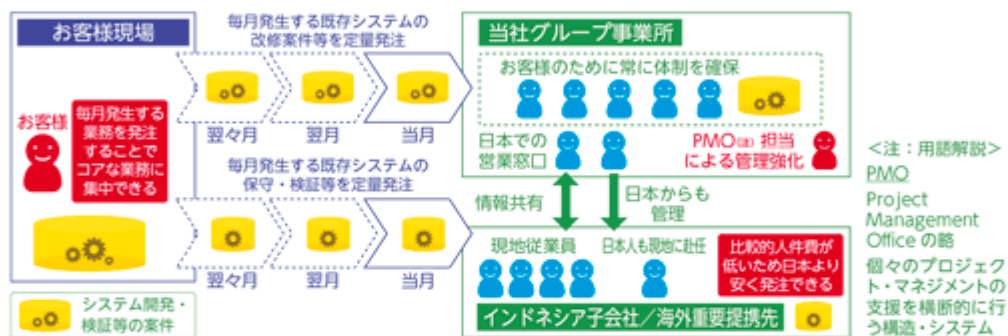 お客様現場
お客様
毎月発生する
業務を発注
することで
コアな業務に
集中できる
システム開発・
検証等の案件
毎月発生する既存システムの
改修案件等を定量発注
翌々月
翌月
当月
毎月発生する既存システムの
保守・検証等を定量発注
翌々月
翌月
当月
当社グループ事業所
お客様のために常に体制を確保
日本での
営業窓口
PMO(注)担当
による管理強化
情報共有
日本からも
管理
現地従業員
日本人も現地に赴任
比較的人件費が
低いため日本より
安く発注できる
インドネシア子会社／海外重要提携先
＜注：用語解説＞
PMO
Project
Management
Officeの略
個々のプロジェク
ト・マネジメントの
支援を横断的に行
う構造・システム